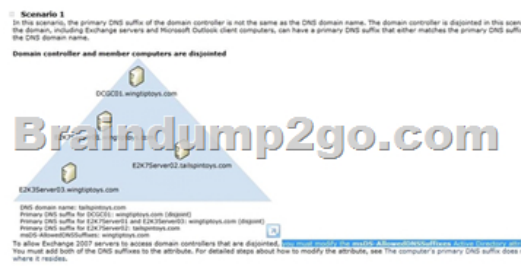 Scenario 1
In this scenario, the primary DNS suffix of the domain controller is not the same as the DNS domain name. The domain controller is disjointed in this scen
the domain, including Exchange servers and Microsoft Outlook client computers, can have a primary DNS suffix that either matches the primary DNS suffi
the DNS domain name.
Domain controller and member computers are disjointed
DCGC01.wingtiptoys.com
Braindump2go.com
E2K7Server02.tailspintoys.com
E2K3Server03.wingtiptoys.com
DNS domain name: tailspintoys.com
Primary DNS suffix for DCGC01: wingtiptoys.com (disjoint)
Primary DNS suffix for E2K7Server01 and E2K3Server03: wingtiptoys.com (disjoint)
Primary DNS suffix for E2K7Server02: tailspintoys.com
msDS-AllowedDNSSuffixes: wingtiptoys.com
To allow Exchange 2007 servers to access domain controllers that are disjointed, you must modify the msDS-AllowedDNSSuffixes Active Directory att
You must add both of the DNS suffixes to the attribute. For detailed steps about how to modify the attribute, see The computer's primary DNS suffix does
where it resides.